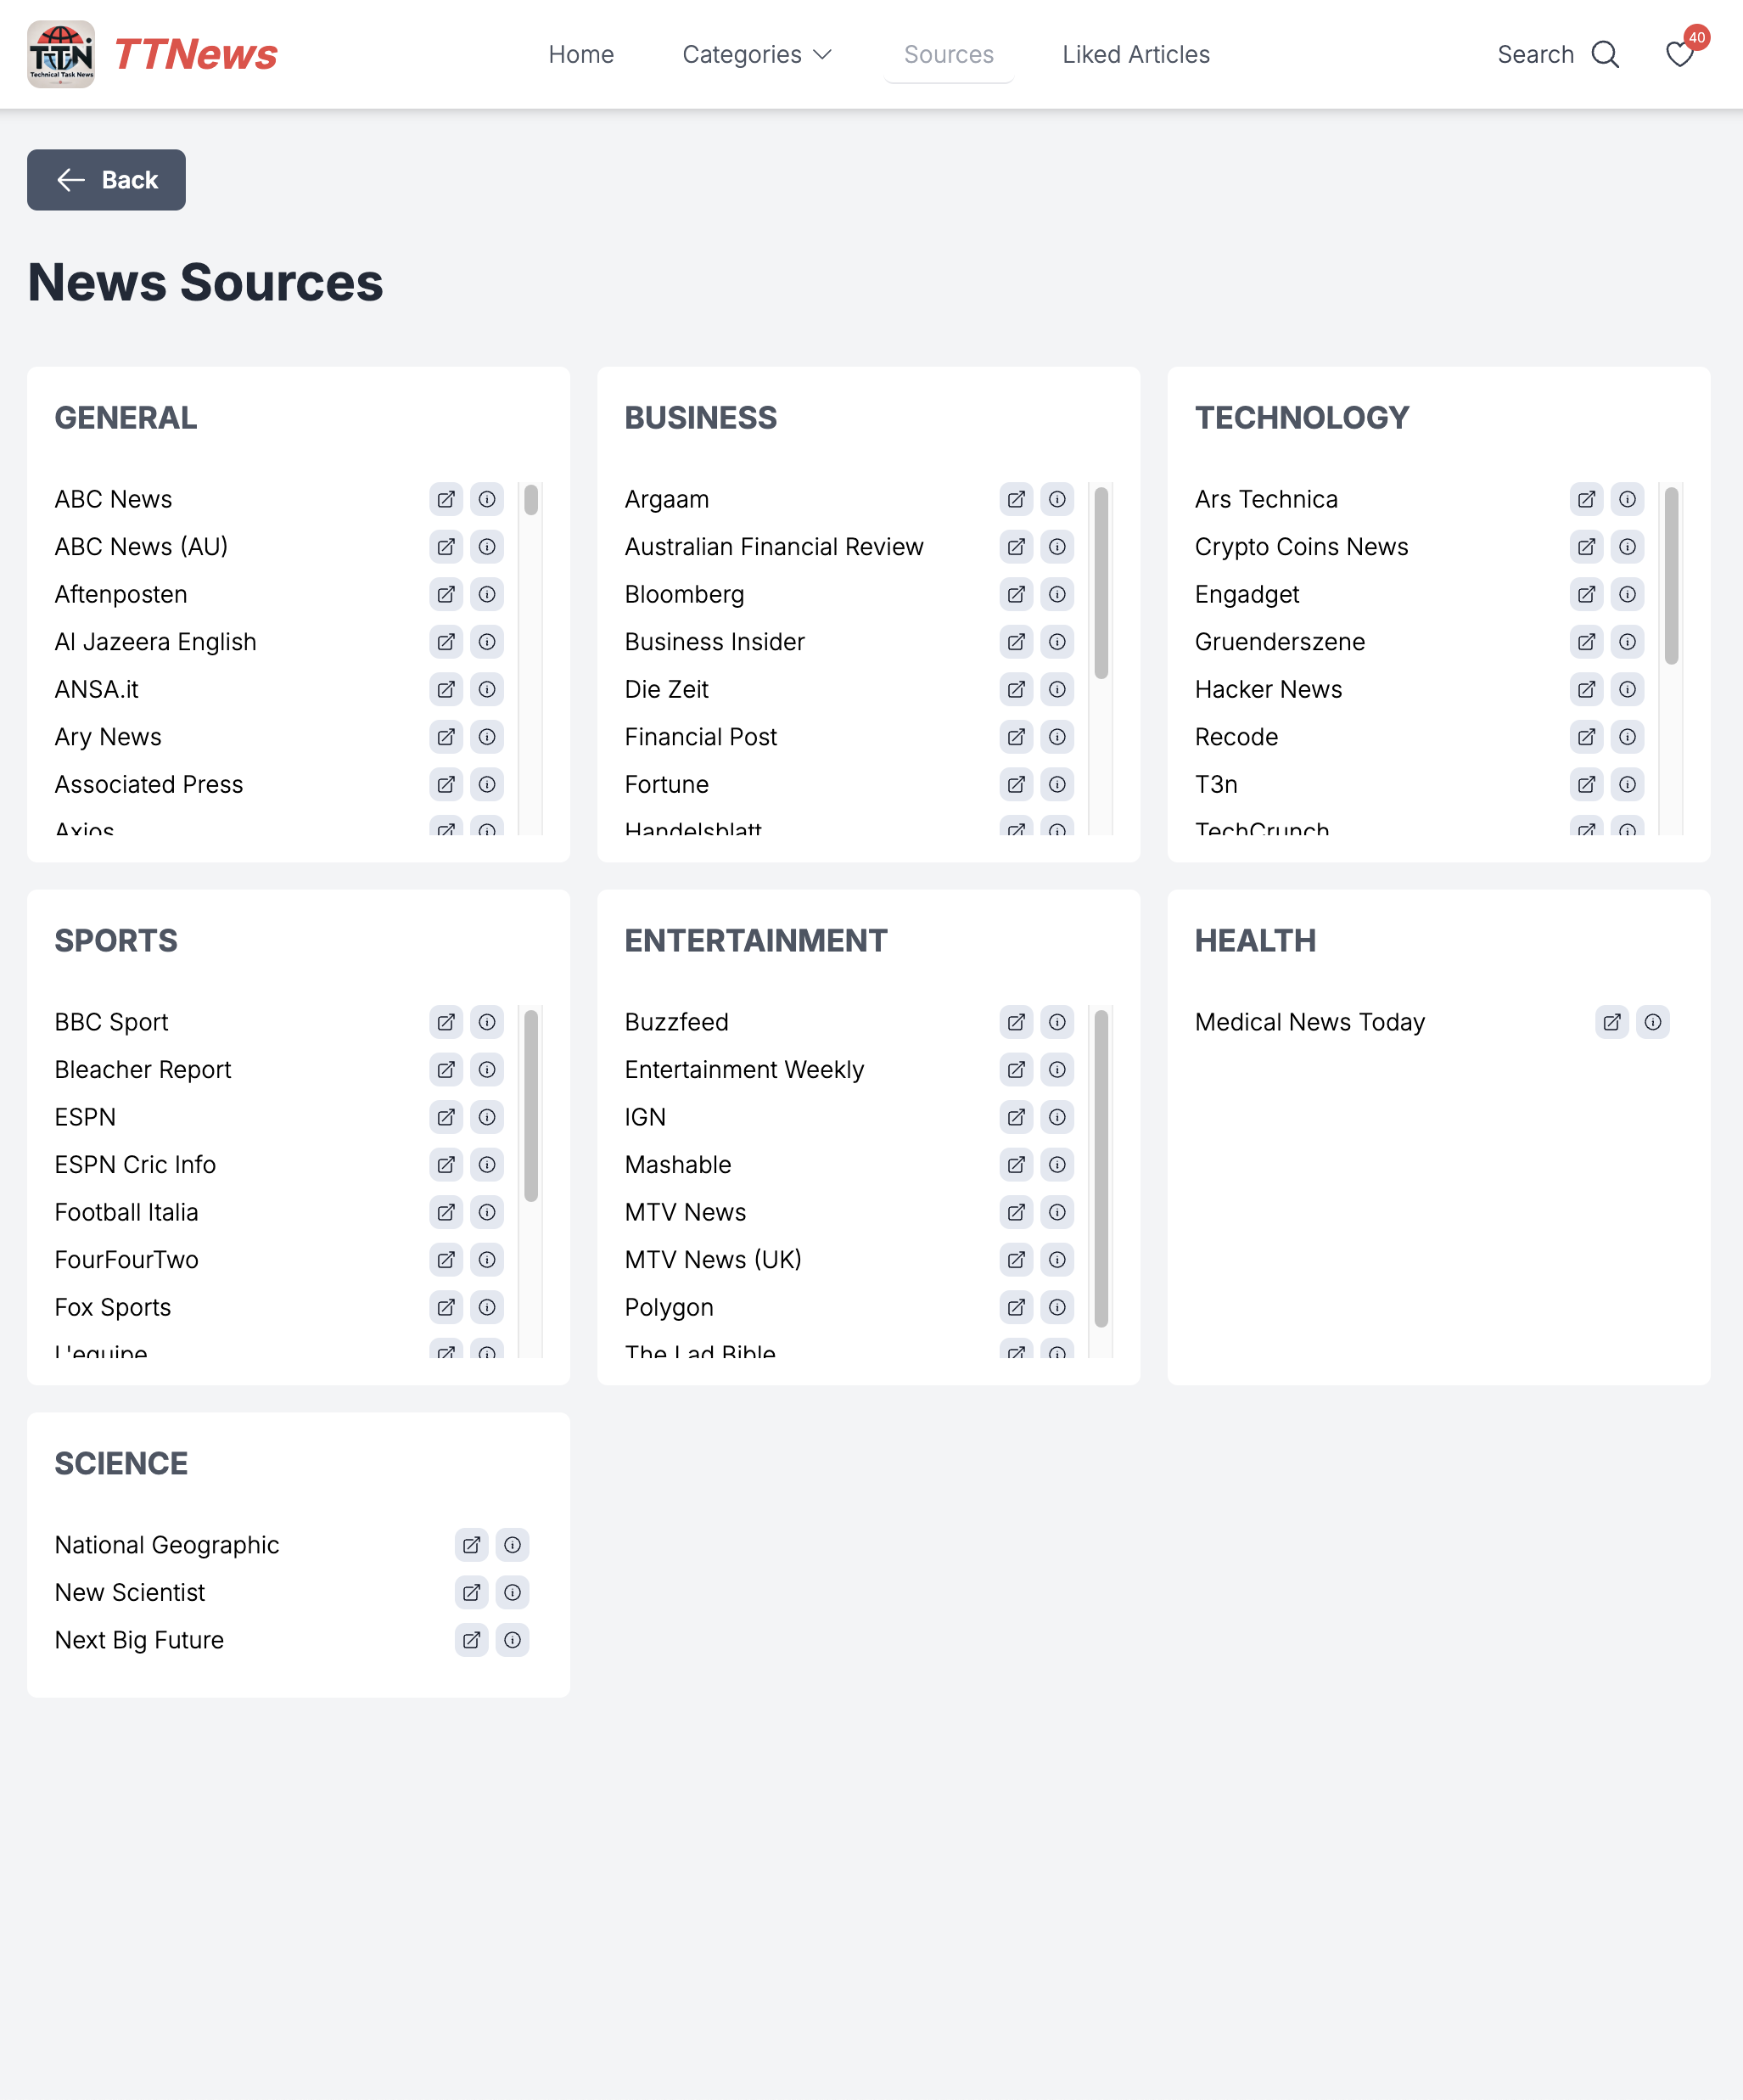 TTN
Technical Task News
TTNews
Home
Categories
Sources
Liked Articles
Search
40
Back
News Sources
GENERAL
ABC News
ABC News (AU)
Aftenposten
Al Jazeera English
ANSA.it
Ary News
Associated Press
Axios
BUSINESS
Argaam
Australian Financial Review
Bloomberg
Business Insider
Die Zeit
Financial Post
Fortune
Handelsblatt
TECHNOLOGY
Ars Technica
Crypto Coins News
Engadget
Gruenderszene
Hacker News
Recode
T3n
TechCrunch
SPORTS
BBC Sport
Bleacher Report
ESPN
ESPN Cric Info
Football Italia
FourFourTwo
Fox Sports
L'equipe
ENTERTAINMENT
Buzzfeed
Entertainment Weekly
IGN
Mashable
MTV News
MTV News (UK)
Polygon
The Lad Bible
HEALTH
Medical News Today
SCIENCE
National Geographic
New Scientist
Next Big Future